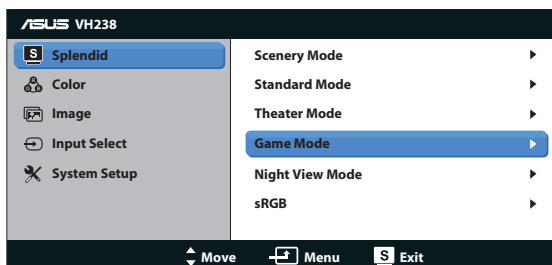 ASUS VH238
S Splendid
Color
Image
Input Select
System Setup
Scenery Mode
Standard Mode
Theater Mode
Game Mode
Night View Mode
sRGB
Move Menu S Exit